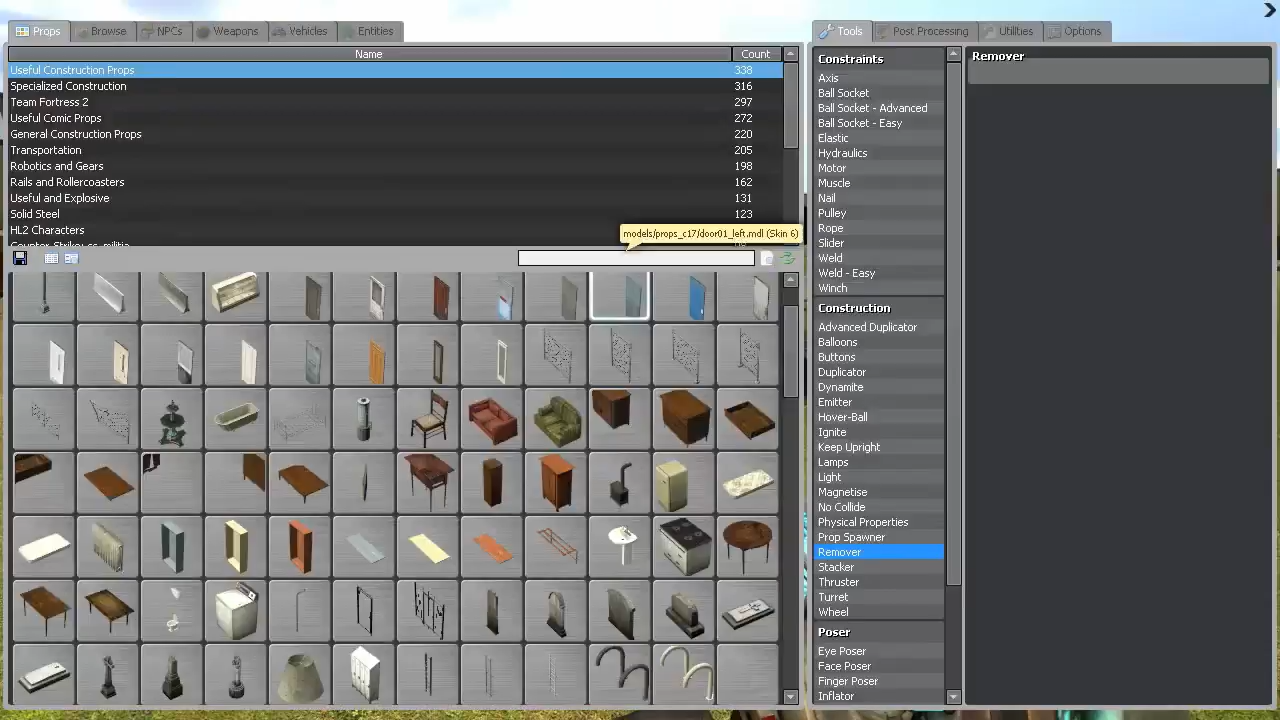 Props Browse NPCs Weapons Vehicles Entities
Name Count
Useful Construction Props 338
Specialized Construction 316
Team Fortress 2 297
Useful Comic Props 272
General Construction Props 220
Transportation 205
Robotics and Gears 198
Rails and Rollercoasters 162
Useful and Explosive 131
Solid Steel 123
HL2 Characters
models/props_c17/door01_left.mdl (Skin 6)
Tools Post Processing Utilities Options
Constraints
Axis
Ball Socket
Ball Socket - Advanced
Ball Socket - Easy
Elastic
Hydraulics
Motor
Muscle
Nail
Pulley
Rope
Slider
Weld
Weld - Easy
Winch
Construction
Advanced Duplicator
Balloons
Buttons
Duplicator
Dynamite
Emitter
Hover-Ball
Ignite
Keep Upright
Lamps
Light
Magnetise
No Collide
Physical Properties
Prop Spawner
Remover
Stacker
Thruster
Turret
Wheel
Poser
Eye Poser
Face Poser
Finger Poser
Inflator
Remover